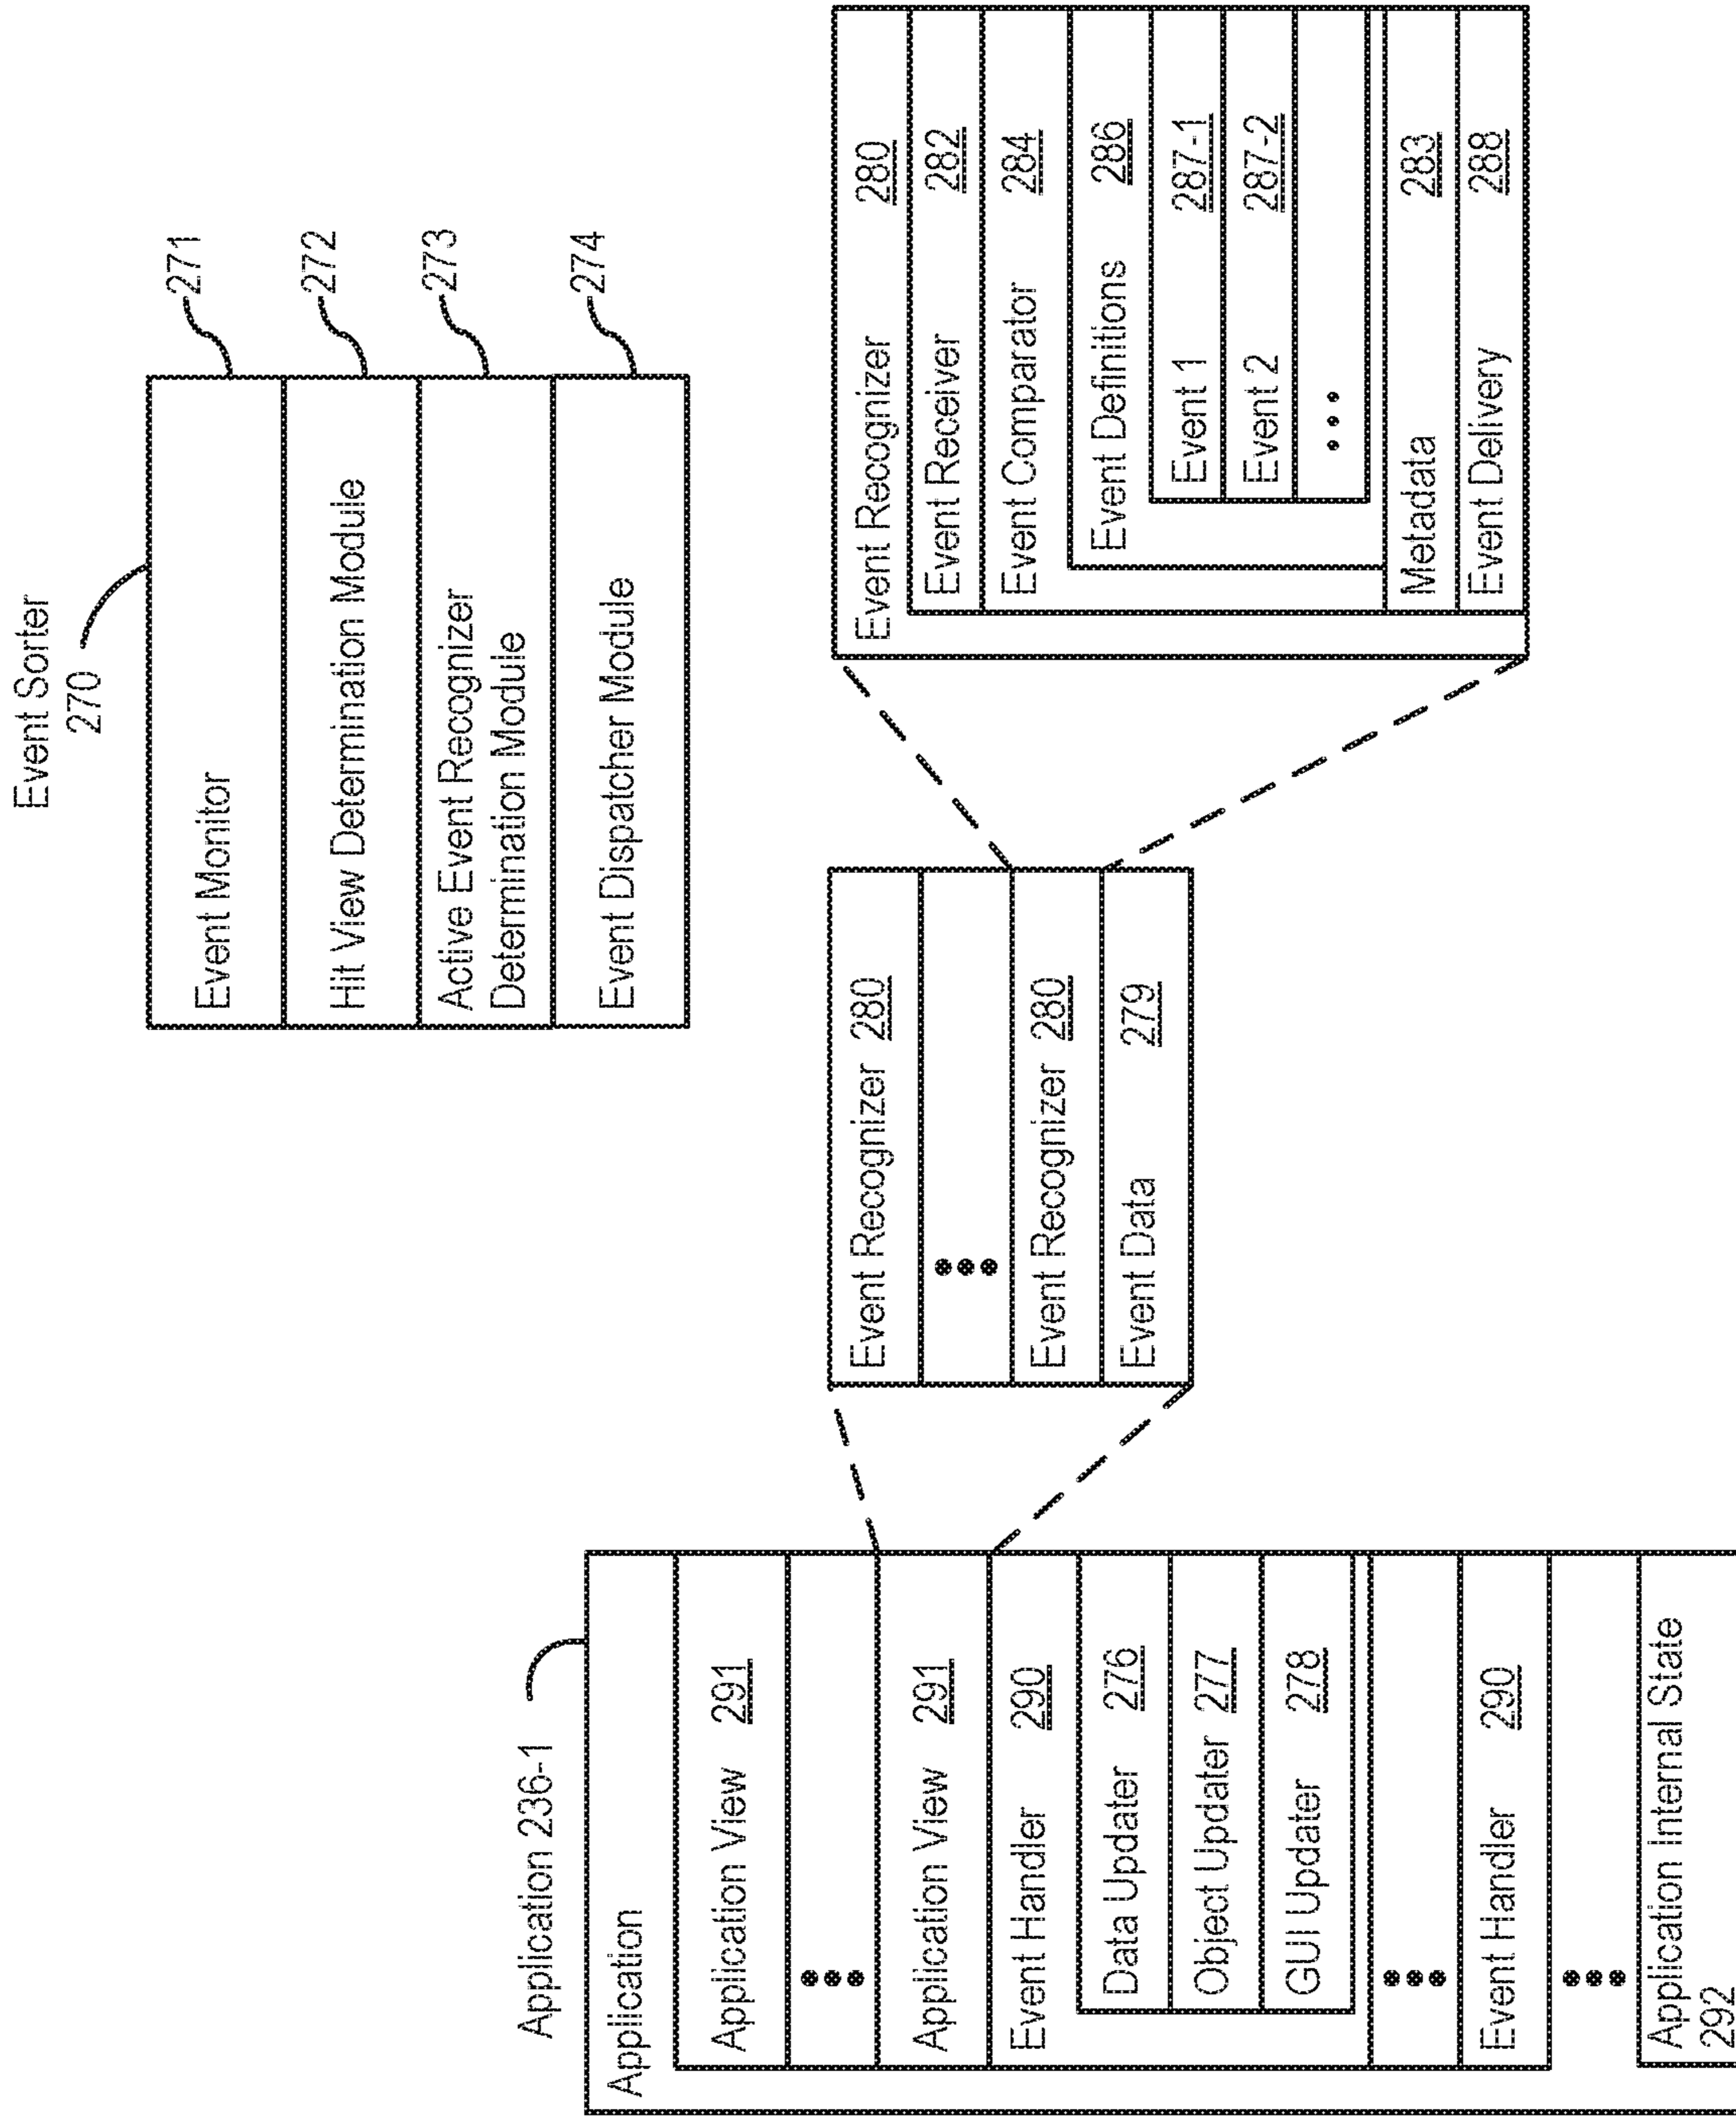 Event Sorter
270
Event Monitor
271
Hit View Determination Module
272
Active Event Recognizer
Determination Module
273
Event Dispatcher Module
274
Application 236-1
Application
Application View 291
Application View 291
Event Handler 290
Data Updater 276
Object Updater 277
GUI Updater 278
Event Handler 290
Application Internal State
292
Event Recognizer 280
Event Recognizer 280
Event Data 279
Event Recognizer 280
Event Receiver 282
Event Comparator 284
Event Definitions 286
Event 1 287-1
Event 2 287-2
Metadata 283
Event Delivery 288